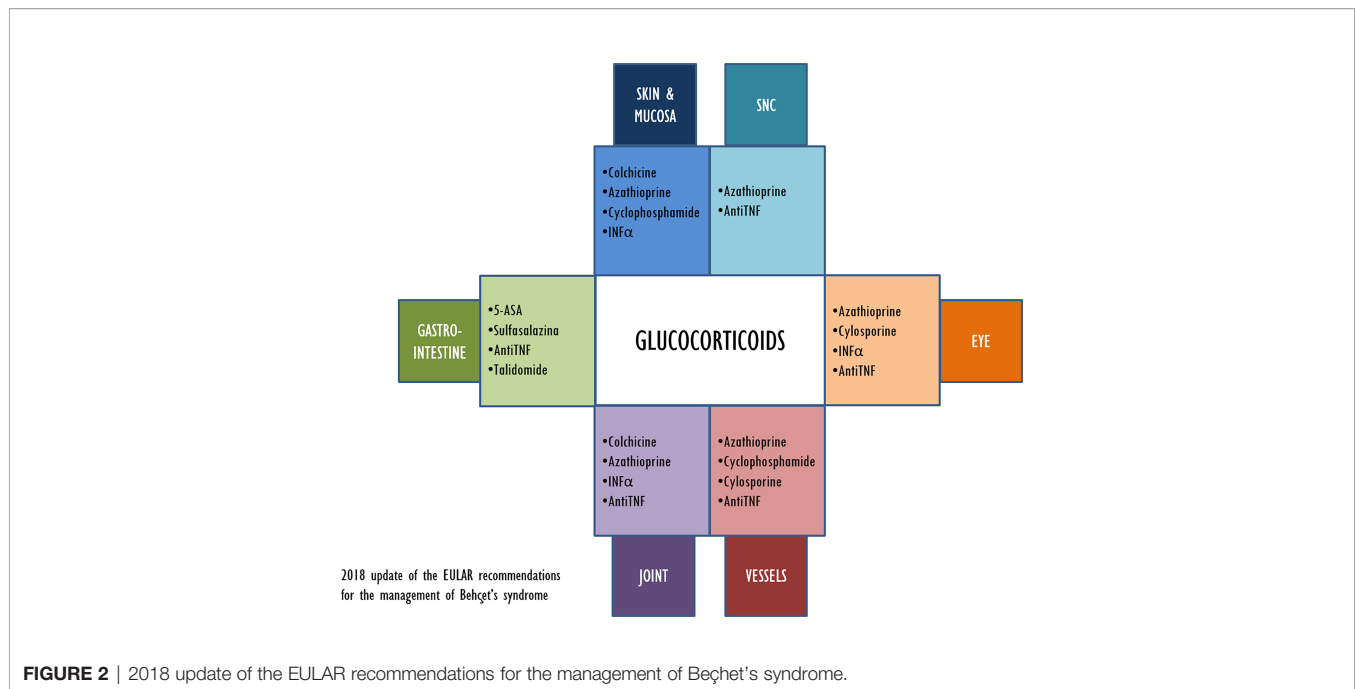 SKIN &
MUCOSA
SNC
•Colchicine
•Azathioprine
•Cyclophosphamide
•INFα
•Azathioprine
•AntiTNF
GASTRO-
INTESTINE
•5-ASA
•Sulfasalazina
•AntiTNF
•Talidomide
GLUCOCORTICOIDS
•Azathioprine
•Cylosporine
•INFα
•AntiTNF
EYE
•Colchicine
•Azathioprine
•INFα
•AntiTNF
•Azathioprine
•Cyclophosphamide
•Cylosporine
•AntiTNF
JOINT
VESSELS
2018 update of the EULAR recommendations
for the management of Behçet's syndrome
FIGURE 2 | 2018 update of the EULAR recommendations for the management of Beçhet's syndrome.